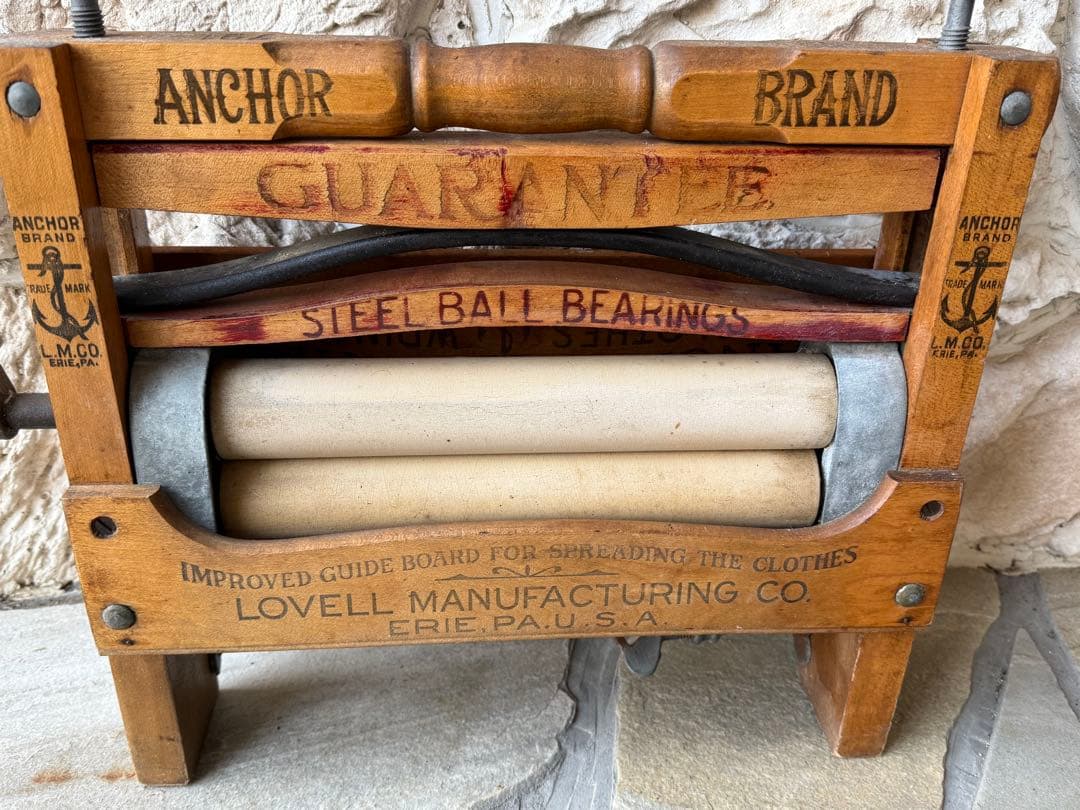 ANCHOR BRAND
GUARANTEE
ANCHOR
BRAND
TRADE MARK
L.M.CO.
ERIE, PA.
ANCHOR
BRAND
TRADE MARK
L.M.CO.
ERIE, PA.
STEEL BALL BEARINGS
IMPROVED GUIDE BOARD FOR SPREADING THE CLOTHES
LOVELL MANUFACTURING CO.
ERIE, PA. U.S.A.